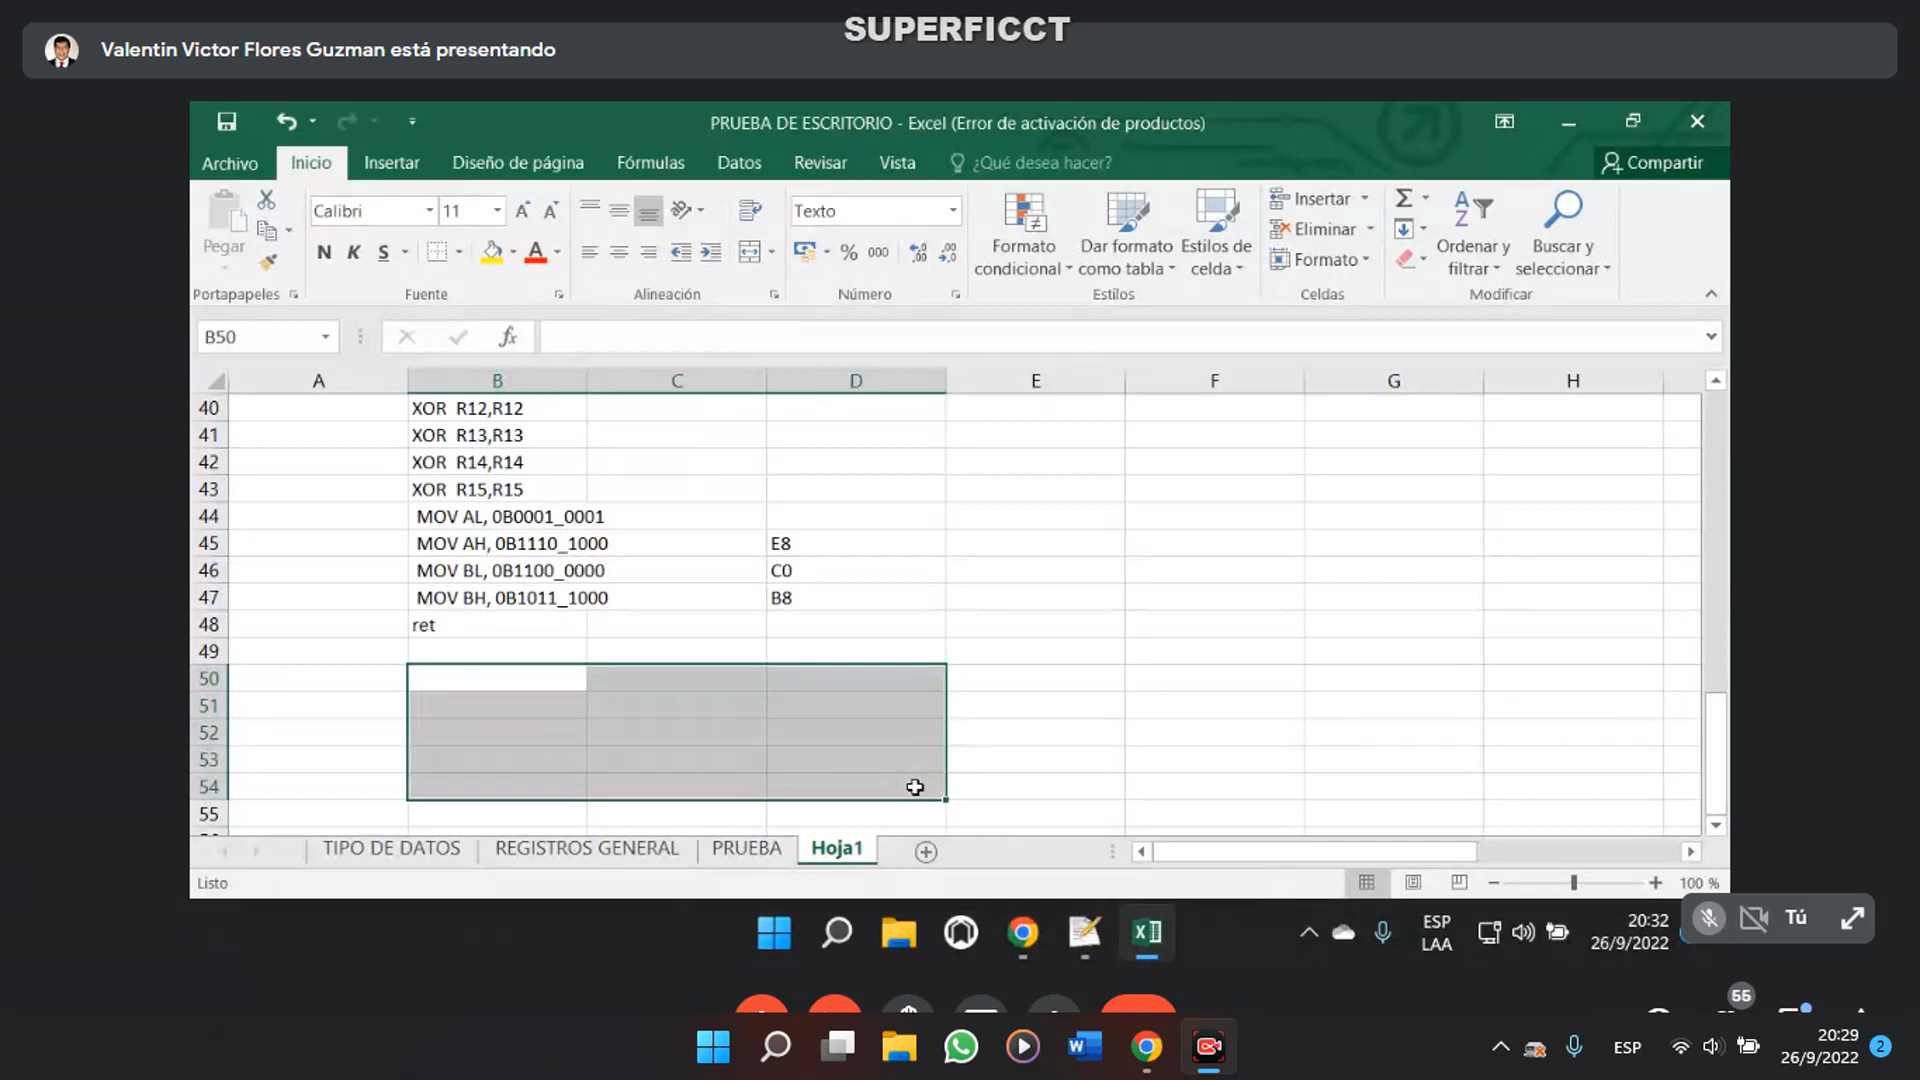 SUPERFICCT
Valentin Victor Flores Guzman está presentando
PRUEBA DE ESCRITORIO - Excel (Error de activación de productos)
Archivo Inicio Insertar Diseño de página Fórmulas Datos Revisar Vista ¿Qué desea hacer? Compartir
Pegar Calibri 11 Texto Insertar
N K S % 000 Formato condicional Dar formato como tabla Estilos de celda Eliminar Formato Ordenar y filtrar Buscar y seleccionar
Portapapeles Fuente Alineación Número Estilos Celdas Modificar
B50 fx
A B C D E F G H
40 XOR R12,R12
41 XOR R13,R13
42 XOR R14,R14
43 XOR R15,R15
44 MOV AL, 0B0001_0001
45 MOV AH, 0B1110_1000 E8
46 MOV BL, 0B1100_0000 C0
47 MOV BH, 0B1011_1000 B8
48 ret
49
50
51
52
53
54
55
TIPO DE DATOS REGISTROS GENERAL PRUEBA Hoja1
Listo 100 %
Tú
ESP LAA 20:32
26/9/2022
55
ESP 20:29
26/9/2022 2